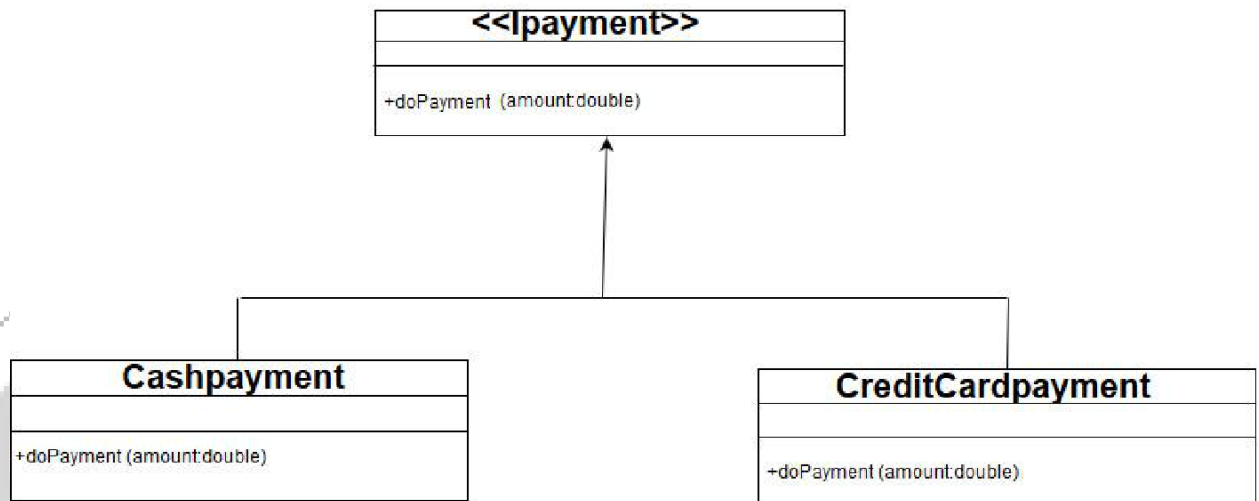 <<Ipayment>>
+doPayment (amount:double)
Cashpayment
+doPayment (amount:double)
CreditCardpayment
+doPayment (amount:double)